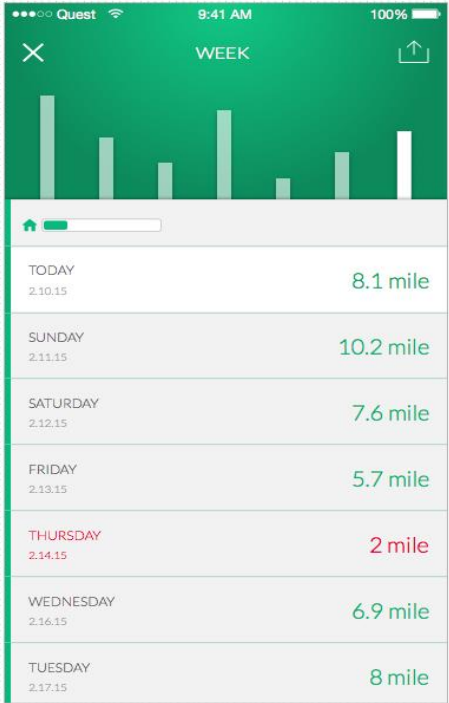 Quest 9:41 AM 100%
WEEK
TODAY 8.1 mile
2.10.15
SUNDAY 10.2 mile
2.11.15
SATURDAY 7.6 mile
2.12.15
FRIDAY 5.7 mile
2.13.15
THURSDAY 2 mile
2.14.15
WEDNESDAY 6.9 mile
2.16.15
TUESDAY 8 mile
2.17.15